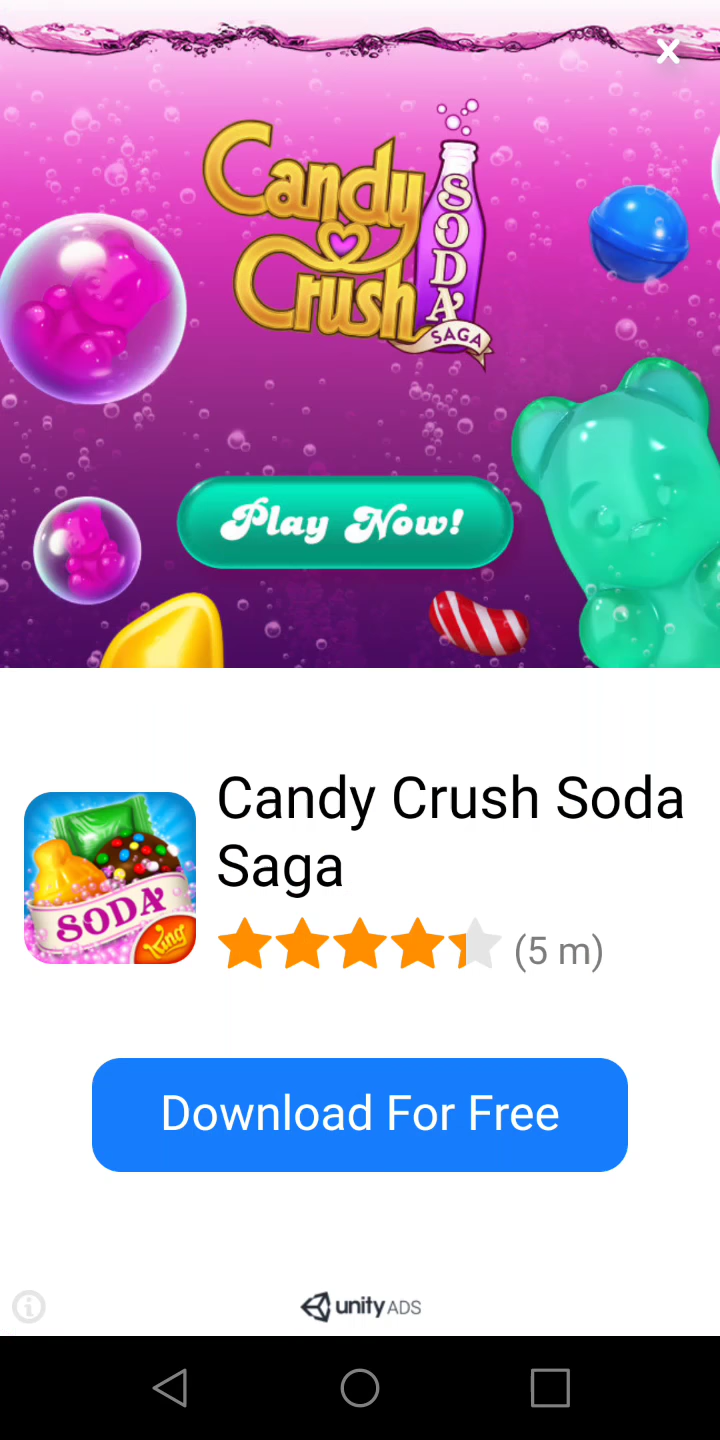 Candy
Crush
SODA
SAGA
Play Now!
Candy Crush Soda
Saga
SODA
King
(5 m)
Download For Free
unity ADS